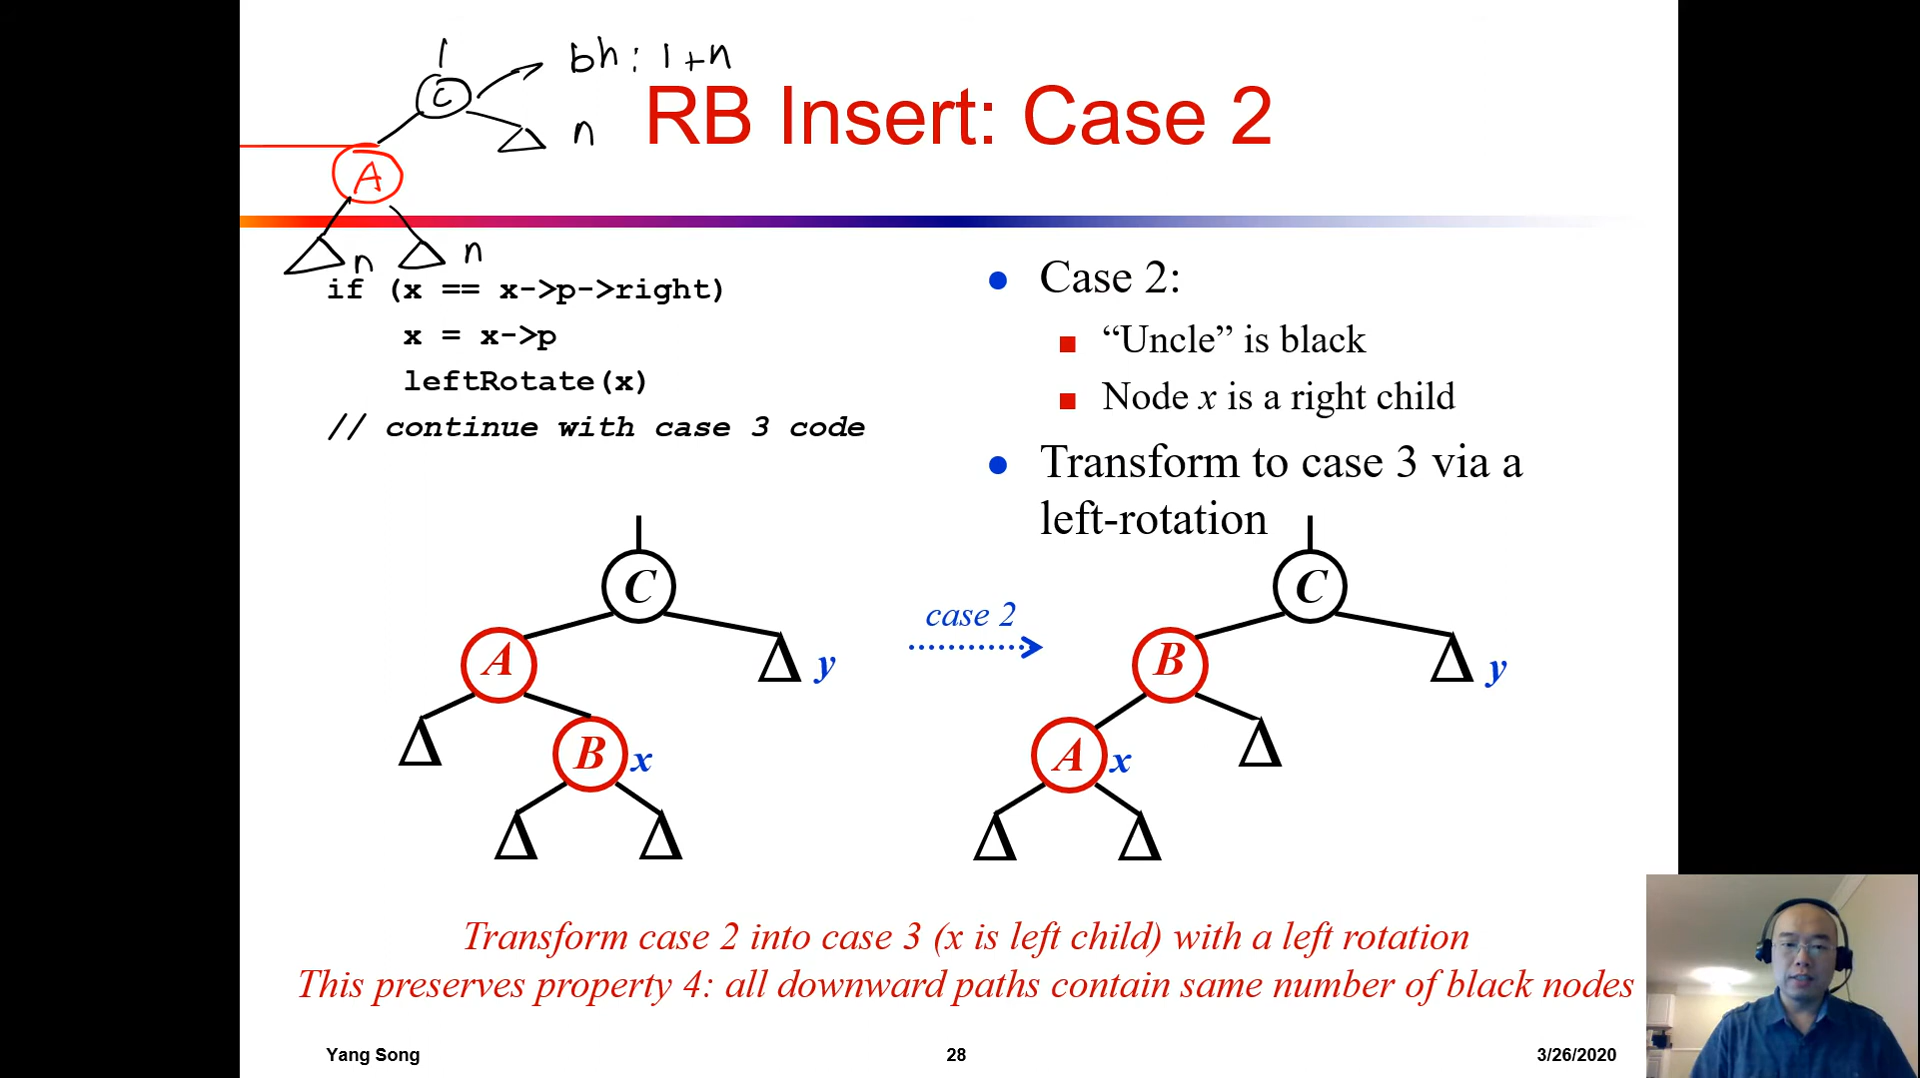 bh: 1+n
C
n
RB Insert: Case 2
A
n
n
if (x == x->p->right)
x = x->p
leftRotate(x)
// continue with case 3 code
Case 2:
“Uncle” is black
Node x is a right child
Transform to case 3 via a
left-rotation
C
A
y
B x
case 2
C
B
y
A x
Transform case 2 into case 3 (x is left child) with a left rotation
This preserves property 4: all downward paths contain same number of black nodes
Yang Song
28
3/26/2020